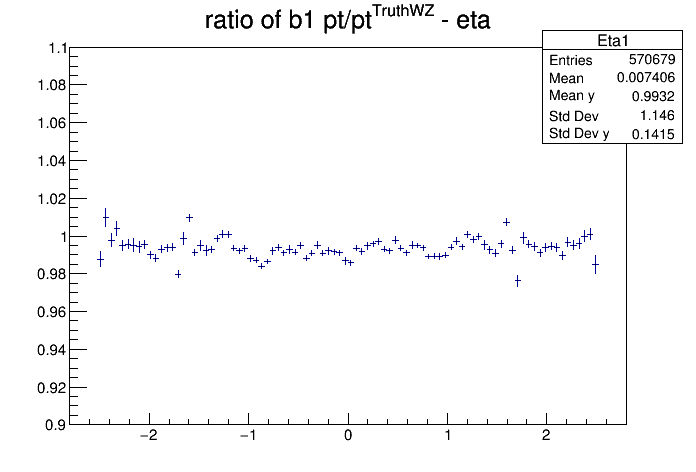 ratio of b1 pt/pt^TruthWZ - eta
Eta1
Entries 570679
Mean 0.007406
Mean y 0.9932
Std Dev 1.146
Std Dev y 0.1415
1.1
1.08
1.06
1.04
1.02
1
0.98
0.96
0.94
0.92
0.9
−2 −1 0 1 2